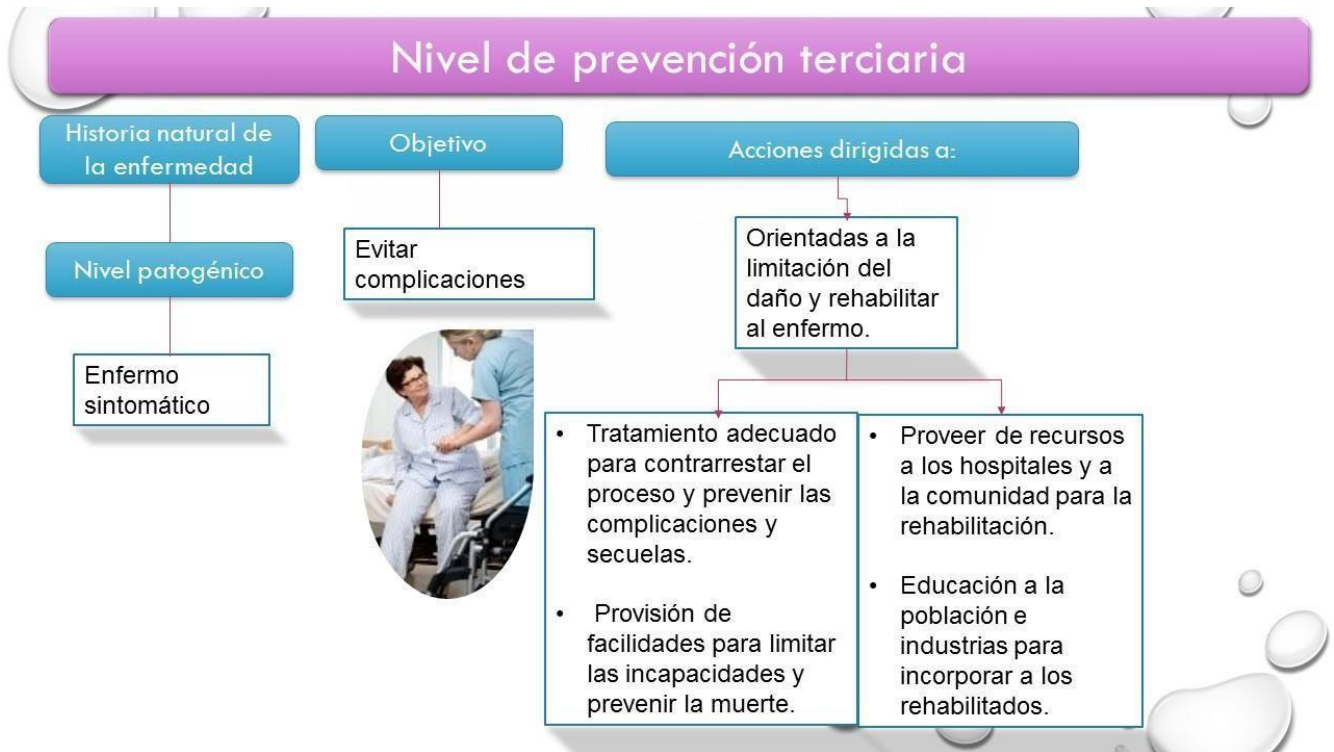 Nivel de prevención terciaria
Historia natural de
la enfermedad
Nivel patogénico
Enfermo
sintomático
Objetivo
Evitar
complicaciones
Acciones dirigidas a:
Orientadas a la
limitación del
daño y rehabilitar
al enfermo.
• Tratamiento adecuado
para contrarrestar el
proceso y prevenir las
complicaciones y
secuelas.
• Provisión de
facilidades para limitar
las incapacidades y
prevenir la muerte.
• Proveer de recursos
a los hospitales y a
la comunidad para la
rehabilitación.
• Educación a la
población e
industrias para
incorporar a los
rehabilitados.